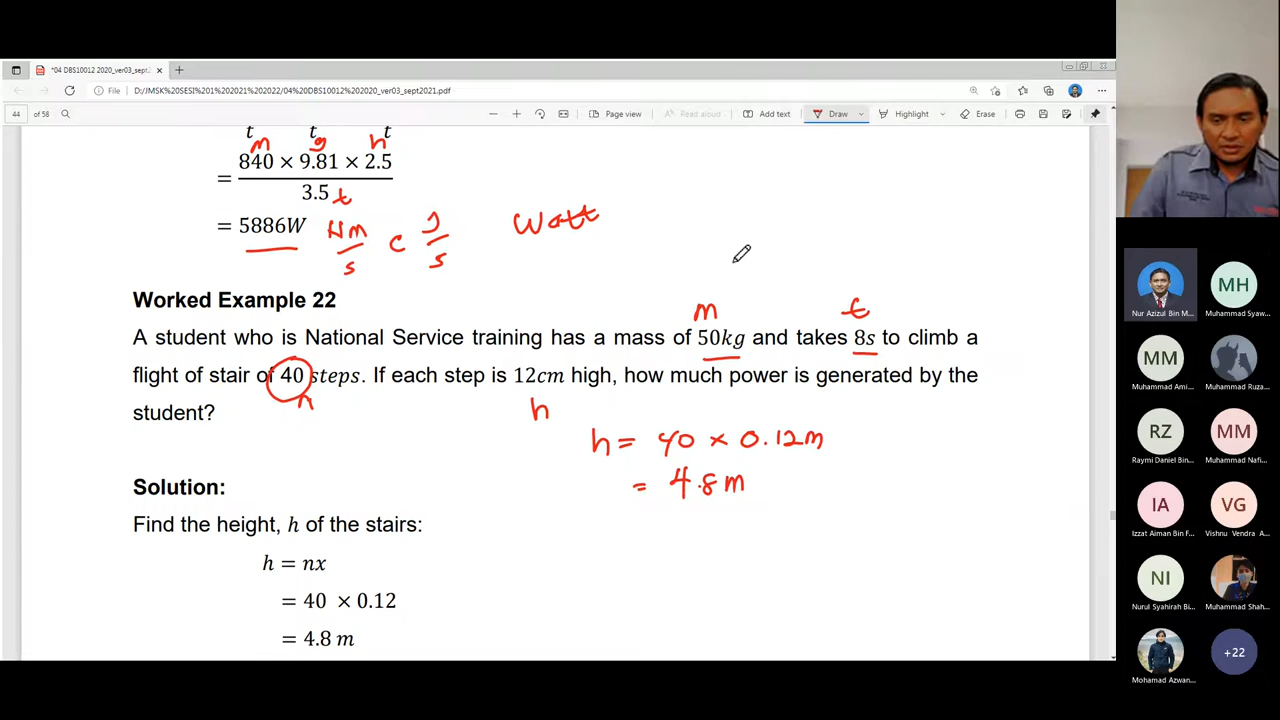 *04 DBS10012 2020_ver03_sept2...
File
D:/JMSK%20SESI%201%202021%202022/04%20DBS10012%202020_ver03_sept2021.pdf
44 of 58
Page view
Read aloud
Add text
Draw
Highlight
Erase
t t t
m g h
= 840 × 9.81 × 2.5
3.5 t
= 5886W Nm/s J/s Watt
Worked Example 22
m t
A student who is National Service training has a mass of 50kg and takes 8s to climb a
flight of stair of 40 steps. If each step is 12cm high, how much power is generated by the
n
student?
h
h = 40 × 0.12m
= 4.8m
Solution:
Find the height, h of the stairs:
h = nx
= 40 × 0.12
= 4.8 m
Nur Azizul Bin M...
MH
Muhammad Syaw...
MM
Muhammad Ami...
Muhammad Ruza...
RZ
Raymi Daniel Bin...
MM
Muhammad Nafi...
IA
Izzat Aiman Bin F...
VG
Vishnu Vendra A...
NI
Nurul Syahirah Bi...
Muhammad Shah...
Mohamad Azwan...
+22